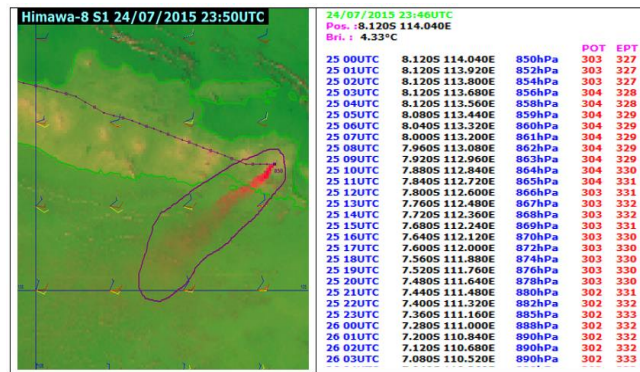 Himawa-8 S1 24/07/2015 23:50UTC
24/07/2015 23:46UTC
Pos. :8.120S 114.040E
Bri. : 4.33°C
POT EPT
25 00UTC 8.120S 114.040E 850hPa 303 327
25 01UTC 8.120S 113.920E 852hPa 303 327
25 02UTC 8.120S 113.800E 854hPa 303 327
25 03UTC 8.120S 113.680E 856hPa 304 328
25 04UTC 8.120S 113.560E 858hPa 304 328
25 05UTC 8.080S 113.440E 859hPa 304 329
25 06UTC 8.040S 113.320E 860hPa 304 329
25 07UTC 8.000S 113.200E 861hPa 304 329
25 08UTC 7.960S 113.080E 862hPa 304 329
25 09UTC 7.920S 112.960E 863hPa 304 329
25 10UTC 7.880S 112.840E 864hPa 304 330
25 11UTC 7.840S 112.720E 865hPa 304 331
25 12UTC 7.800S 112.600E 866hPa 303 331
25 13UTC 7.760S 112.480E 867hPa 303 332
25 14UTC 7.720S 112.360E 868hPa 303 332
25 15UTC 7.680S 112.240E 869hPa 303 331
25 16UTC 7.640S 112.120E 870hPa 303 330
25 17UTC 7.600S 112.000E 872hPa 303 330
25 18UTC 7.560S 111.880E 874hPa 303 330
25 19UTC 7.520S 111.760E 876hPa 303 330
25 20UTC 7.480S 111.640E 878hPa 303 330
25 21UTC 7.440S 111.480E 880hPa 302 331
25 22UTC 7.400S 111.320E 882hPa 302 332
25 23UTC 7.360S 111.160E 885hPa 302 333
26 00UTC 7.280S 111.000E 888hPa 302 332
26 01UTC 7.200S 110.840E 890hPa 302 333
26 02UTC 7.120S 110.680E 890hPa 302 332
26 03UTC 7.080S 110.520E 890hPa 302 333